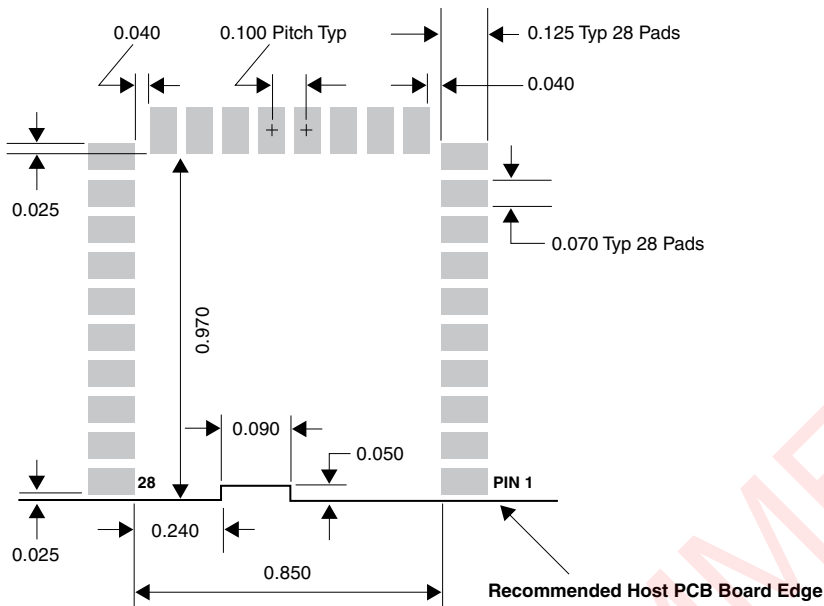 0.040
0.100 Pitch Typ
0.125 Typ 28 Pads
0.040
0.025
0.070 Typ 28 Pads
0.970
0.090
0.050
28
PIN 1
0.240
0.025
0.850
Recommended Host PCB Board Edge